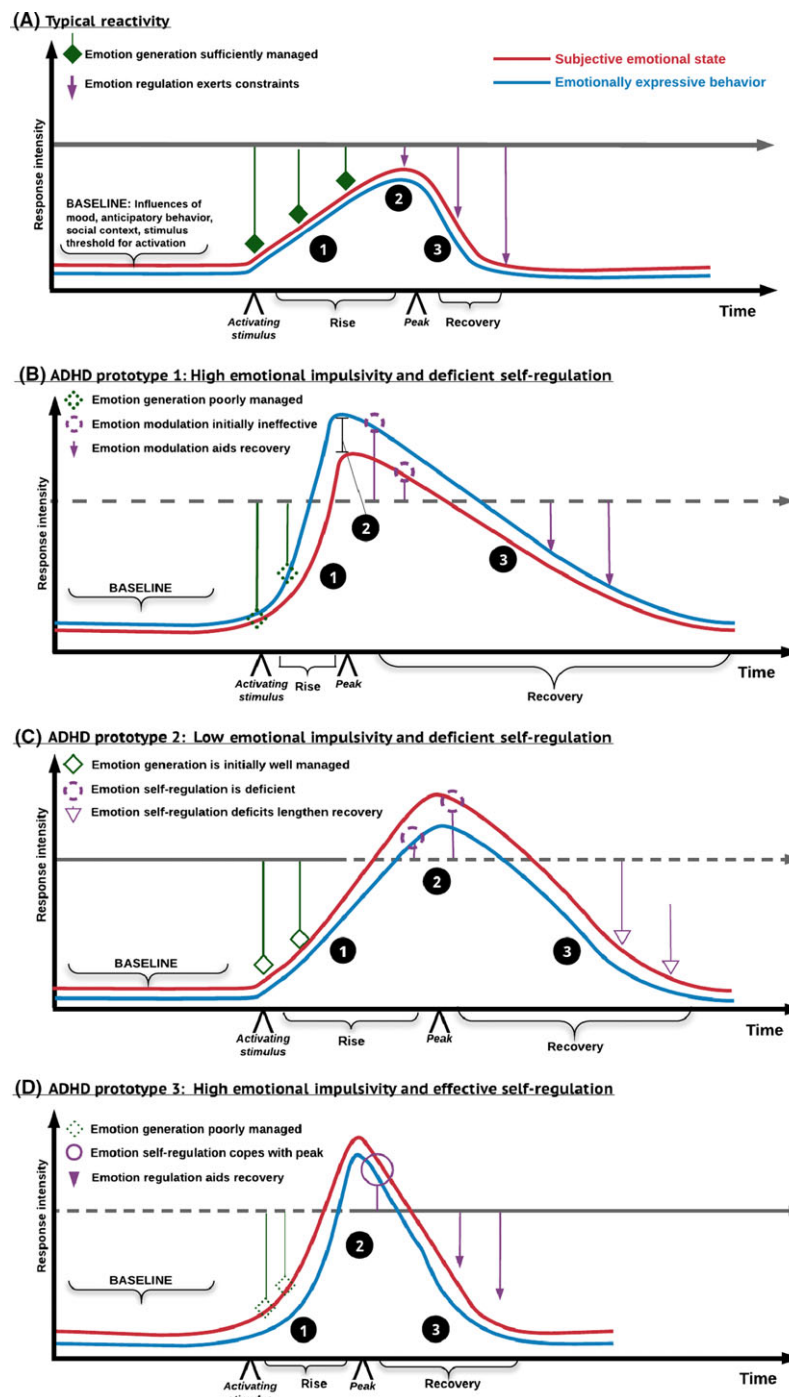 (A) Typical reactivity
Emotion generation sufficiently managed
Emotion regulation exerts constraints
Subjective emotional state
Emotionally expressive behavior
Response intensity
BASELINE: Influences of
mood, anticipatory behavior,
social context, stimulus
threshold for activation
1
2
3
Activating
stimulus
Rise
Peak
Recovery
Time
(B) ADHD prototype 1: High emotional impulsivity and deficient self-regulation
Emotion generation poorly managed
Emotion modulation initially ineffective
Emotion modulation aids recovery
Response intensity
BASELINE
1
2
3
Activating
stimulus
Rise
Peak
Recovery
Time
(C) ADHD prototype 2: Low emotional impulsivity and deficient self-regulation
Emotion generation is initially well managed
Emotion self-regulation is deficient
Emotion self-regulation deficits lengthen recovery
Response intensity
BASELINE
1
2
3
Activating
stimulus
Rise
Peak
Recovery
Time
(D) ADHD prototype 3: High emotional impulsivity and effective self-regulation
Emotion generation poorly managed
Emotion self-regulation copes with peak
Emotion regulation aids recovery
Response intensity
BASELINE
1
2
3
Activating
Rise
Peak
Recovery
Time